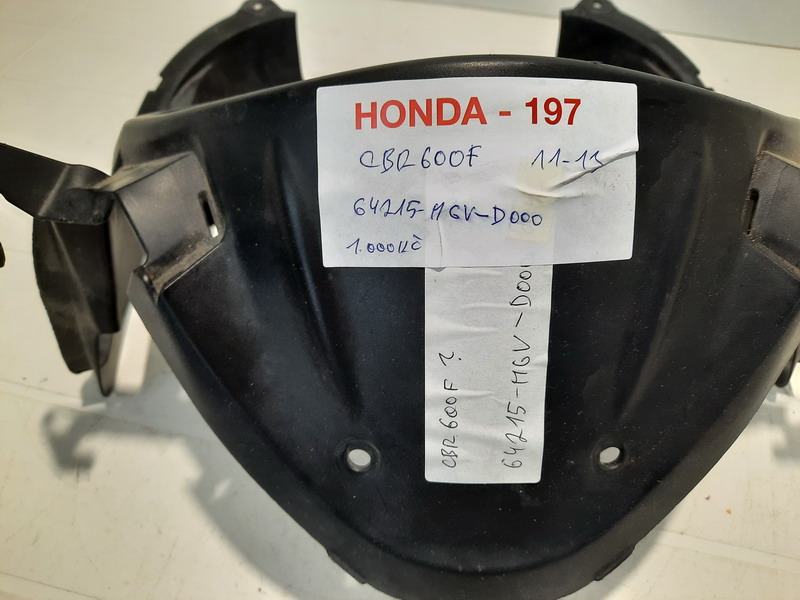 HONDA - 197
CBR600F 11-13
64215-MGV-D000
1.000Kč
CBR600F ?
64215-MGV-D000